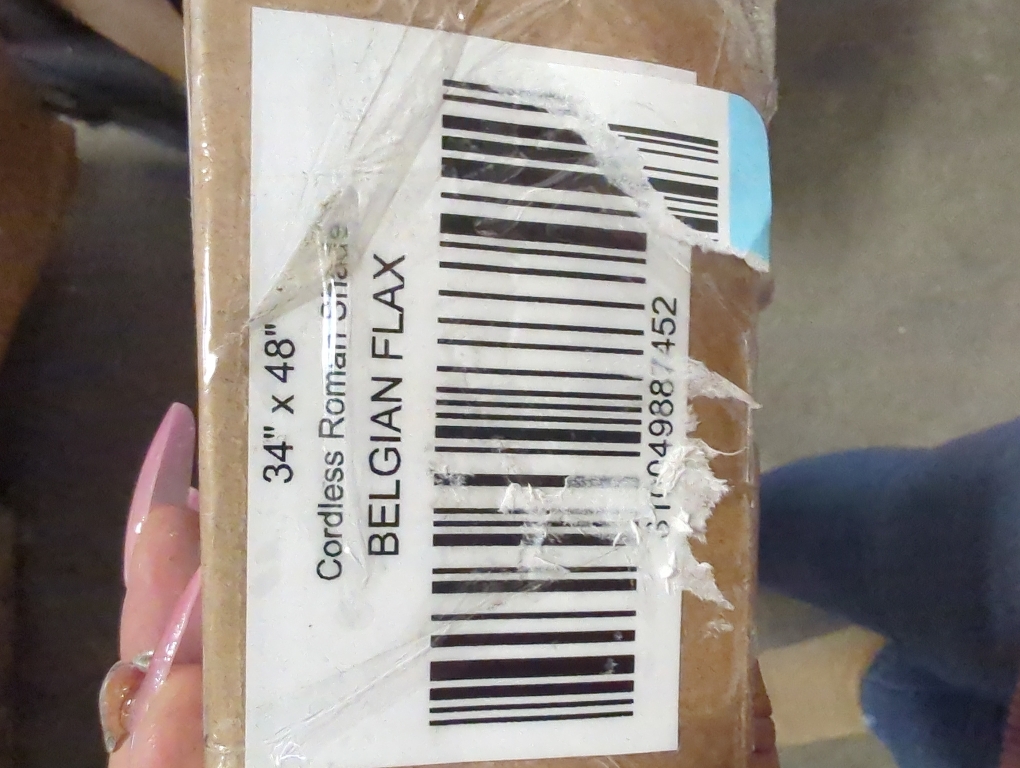 34" x 48"
Cordless Roman Shade
BELGIAN FLAX